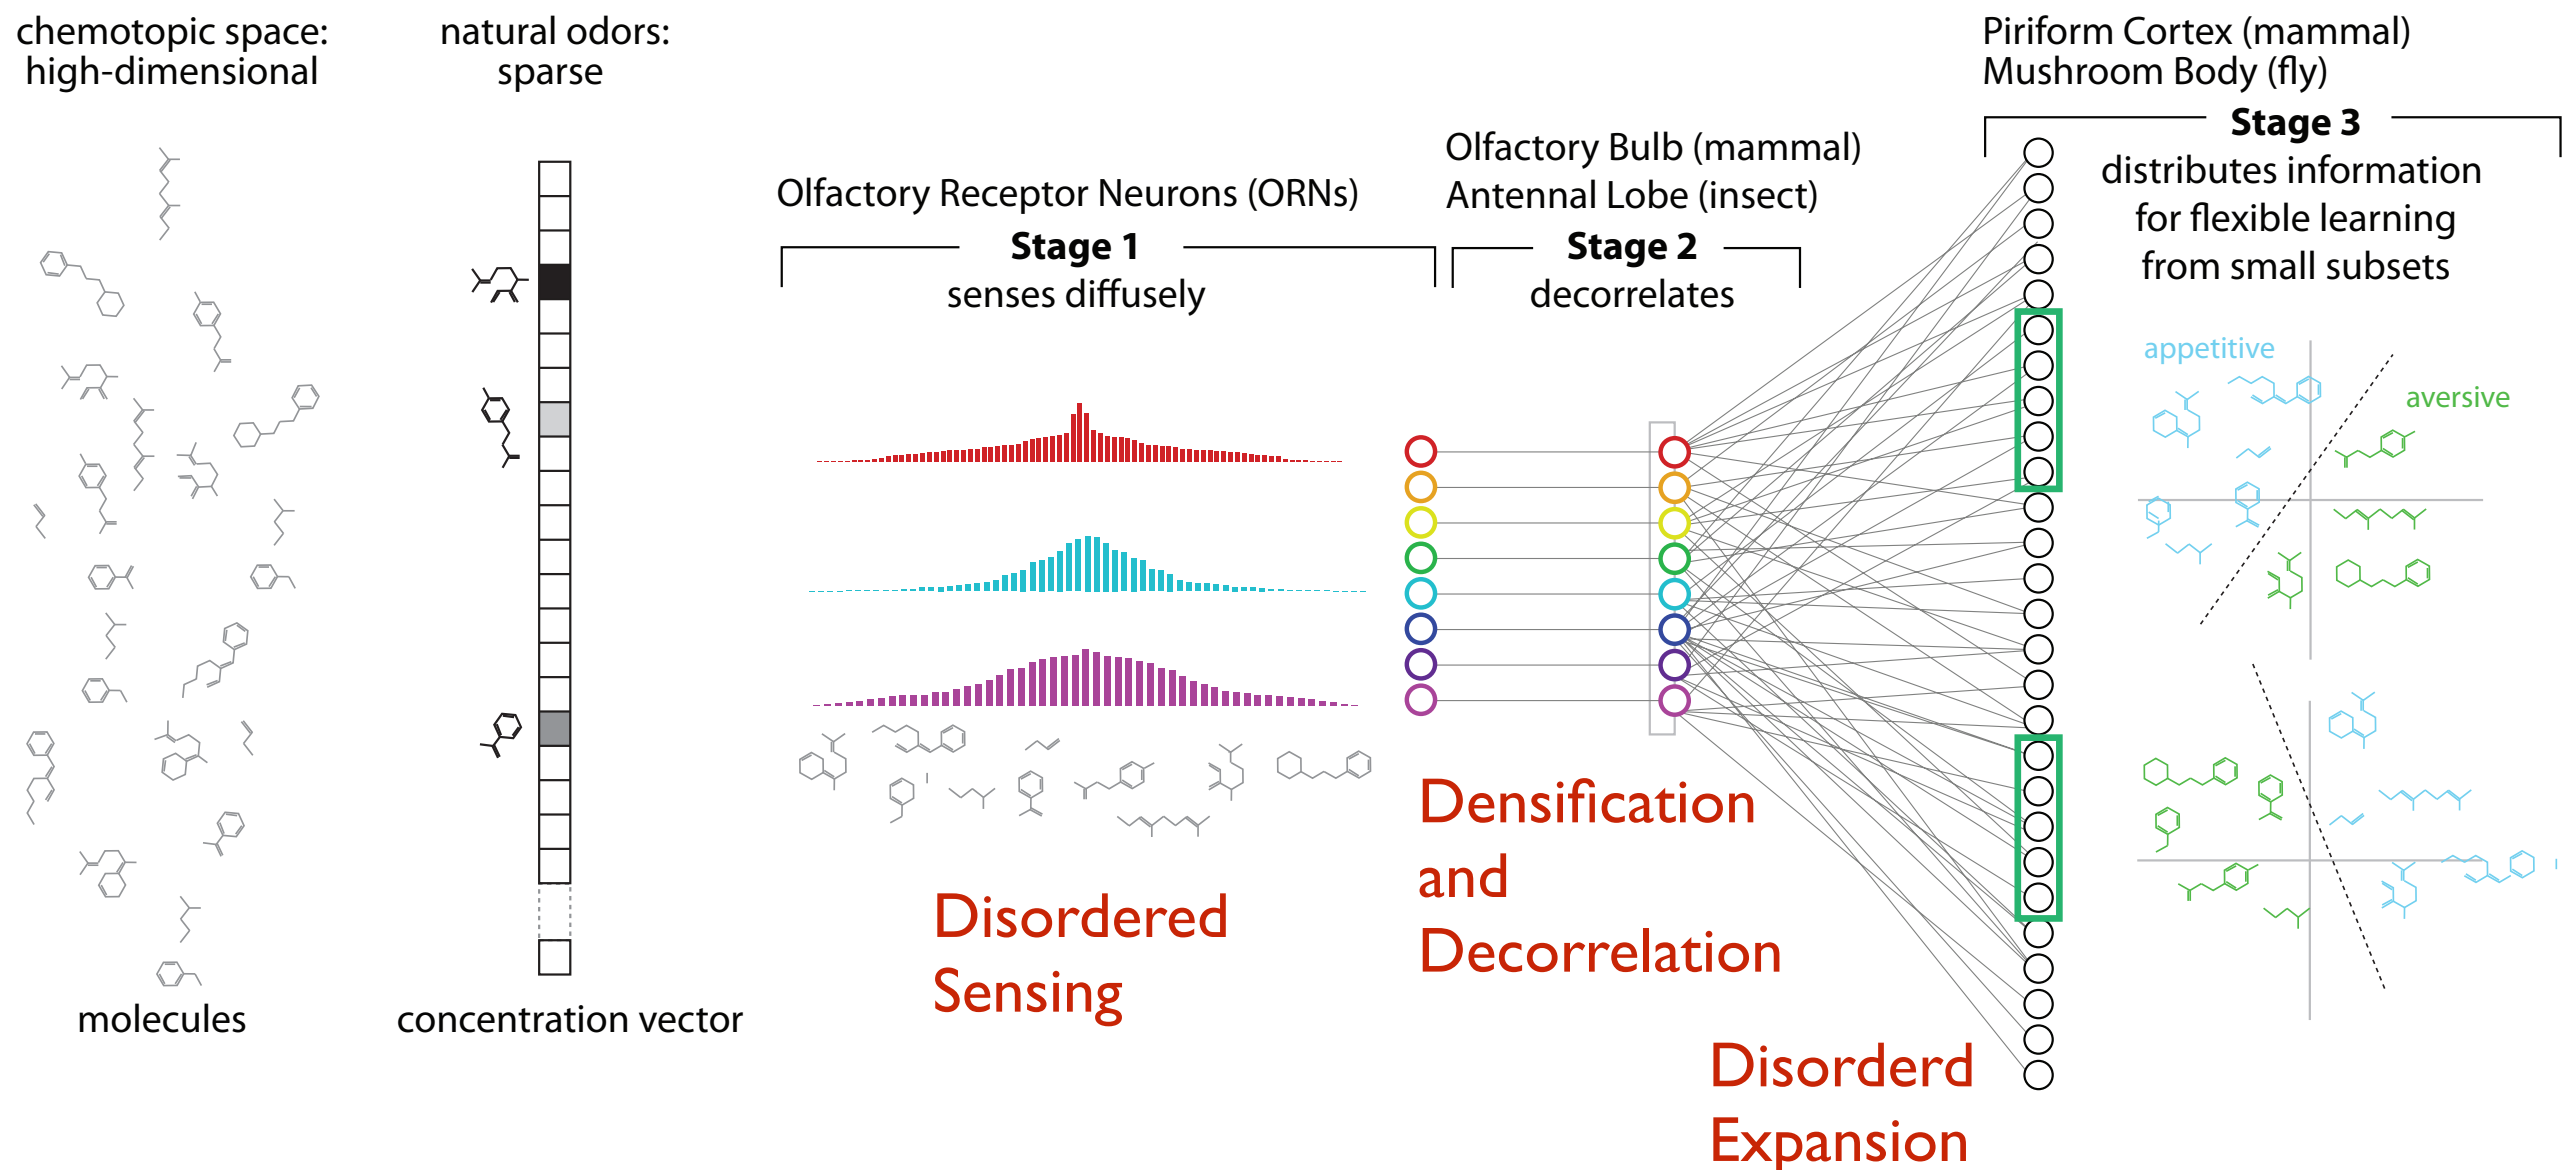 chemotopic space:
high-dimensional
natural odors:
sparse
molecules
concentration vector
Olfactory Receptor Neurons (ORNs)
Stage 1
senses diffusely
Disordered
Sensing
Olfactory Bulb (mammal)
Antennal Lobe (insect)
Stage 2
decorrelates
Densification
and
Decorrelation
Disorderd
Expansion
Piriform Cortex (mammal)
Mushroom Body (fly)
Stage 3
distributes information
for flexible learning
from small subsets
appetitive
aversive